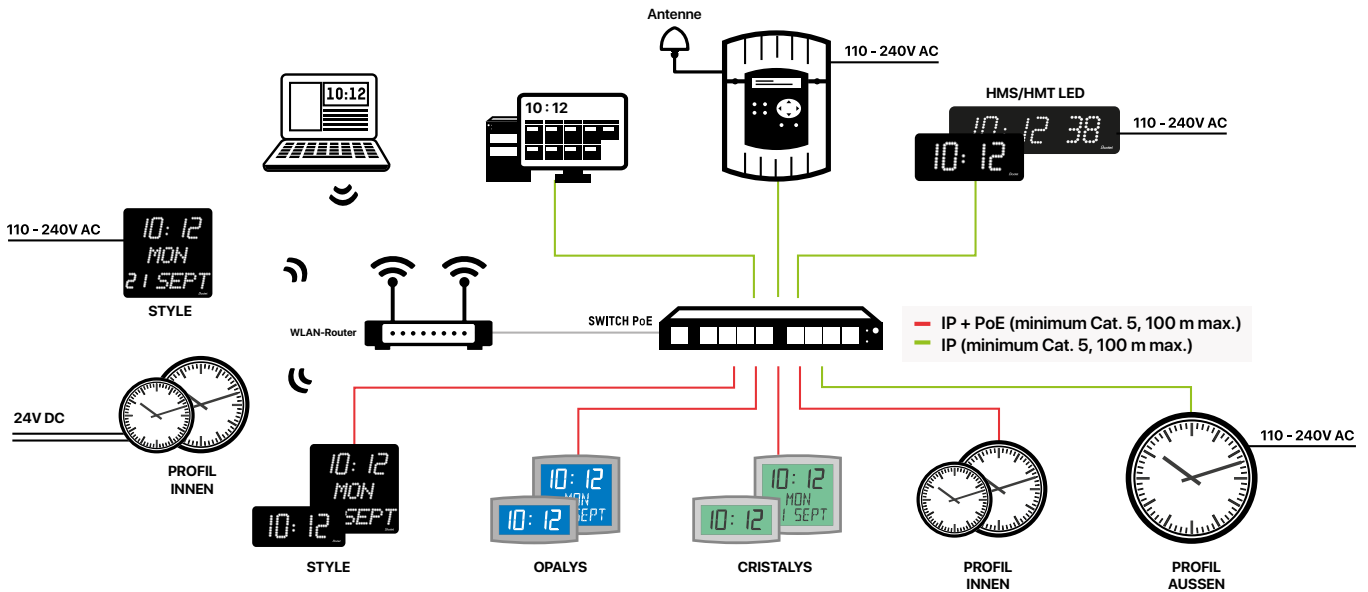 Antenne
110 - 240V AC
HMS/HMT LED
10:12
10:12
10:12 38
110 - 240V AC
10:12
110 - 240V AC
10:12
MON
21 SEPT
STYLE
WLAN-Router
SWITCH PoE
IP + PoE (minimum Cat. 5, 100 m max.)
IP (minimum Cat. 5, 100 m max.)
24V DC
PROFIL
INNEN
110 - 240V AC
10:12
MON
SEPT
10:12
STYLE
10:12
MON
SEPT
10:12
OPALYS
10:12
MON
SEPT
10:12
CRISTALYS
PROFIL
INNEN
PROFIL
AUSSEN